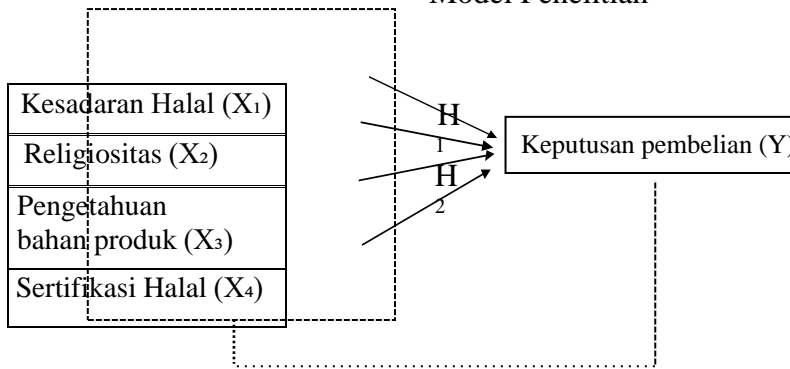 Model Penelitian
Kesadaran Halal (X₁)
Religiositas (X₂)
Pengetahuan
bahan produk (X₃)
Sertifikasi Halal (X₄)
H
1
H
2
Keputusan pembelian (Y)